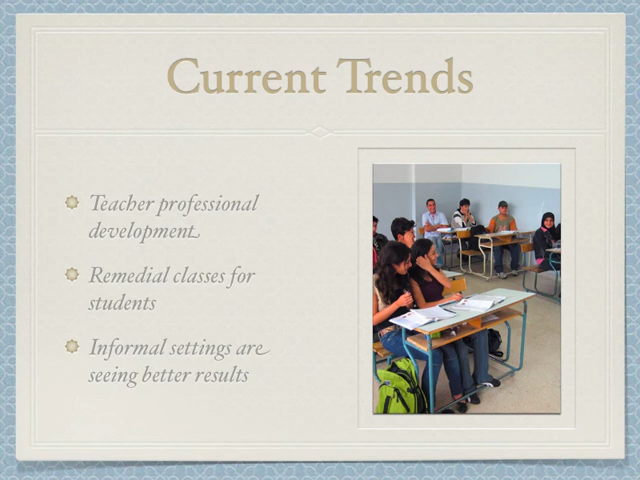 Current Trends
Teacher professional
development
Remedial classes for
students
Informal settings are
seeing better results